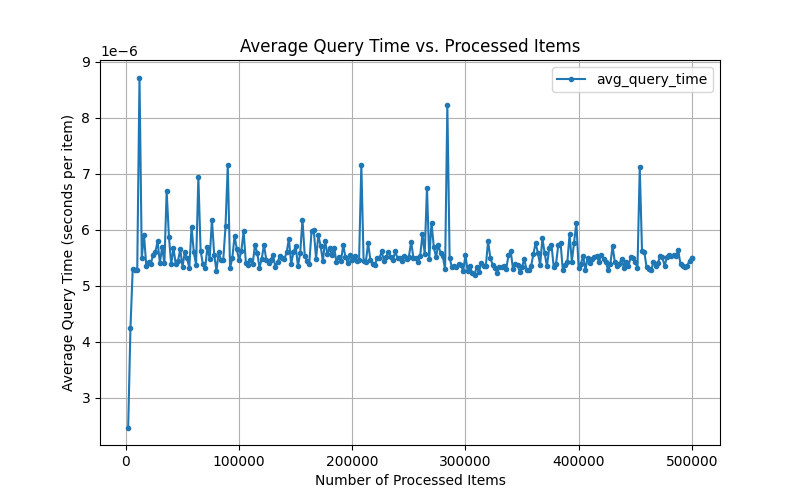 Average Query Time vs. Processed Items
1e−6
avg_query_time
9
8
7
6
5
4
3
Average Query Time (seconds per item)
0 100000 200000 300000 400000 500000
Number of Processed Items